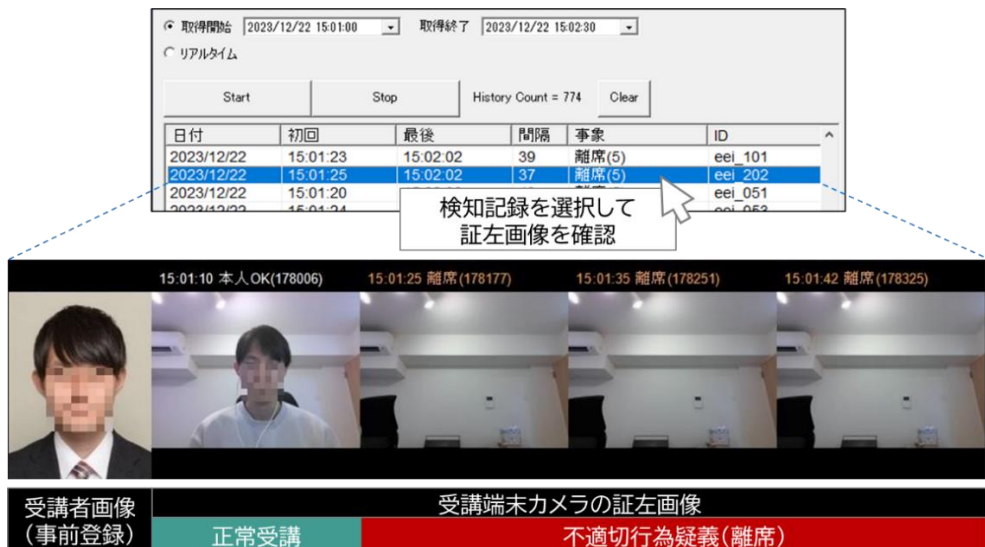 取得開始 2023/12/22 15:01:00 取得終了 2023/12/22 15:02:30
リアルタイム
Start Stop History Count = 774 Clear
日付 初回 最後 間隔 事象 ID
2023/12/22 15:01:23 15:02:02 39 離席(5) eei_101
2023/12/22 15:01:25 15:02:02 37 離席(5) eei_202
2023/12/22 15:01:20 eei_051
2023/12/22 15:01:24 eei_053
検知記録を選択して
証左画像を確認
15:01:10 本人OK(178006) 15:01:25 離席(178177) 15:01:35 離席(178251) 15:01:42 離席(178325)
受講者画像
(事前登録)
受講端末カメラの証左画像
正常受講 不適切行為疑義(離席)